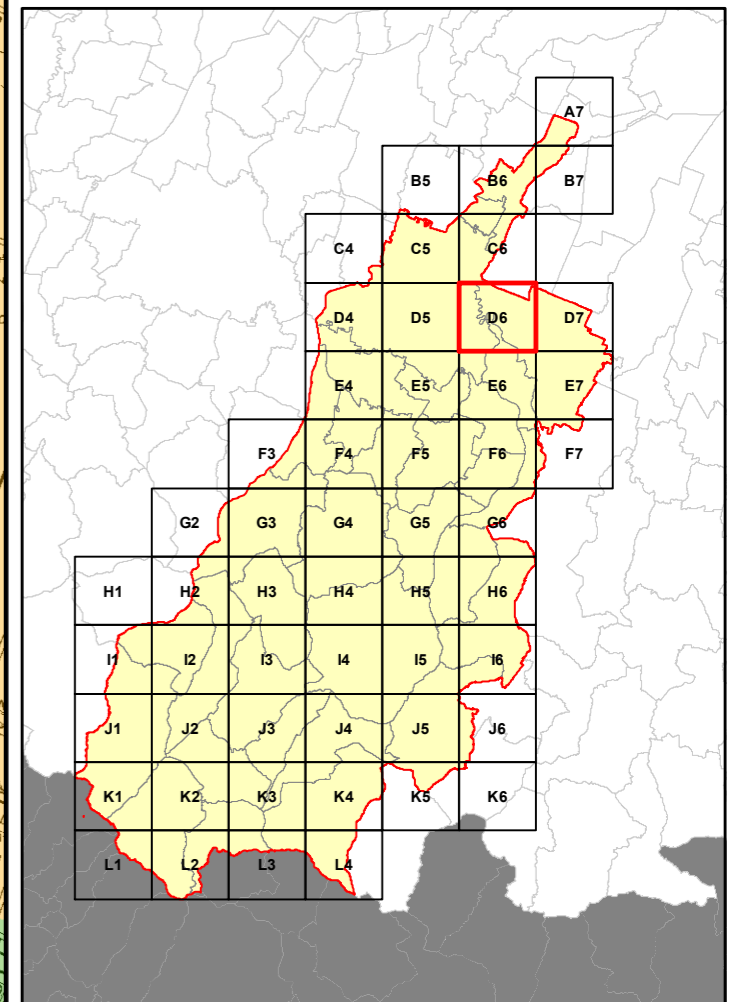 A7
B5 B6 B7
C4 C5 C6
D4 D5 D6 D7
E4 E5 E6 E7
F3 F4 F5 F6 F7
G2 G3 G4 G5 G6
H1 H2 H3 H4 H5 H6
I1 I2 I3 I4 I5 I6
J1 J2 J3 J4 J5 J6
K1 K2 K3 K4 K5 K6
L1 L2 L3 L4